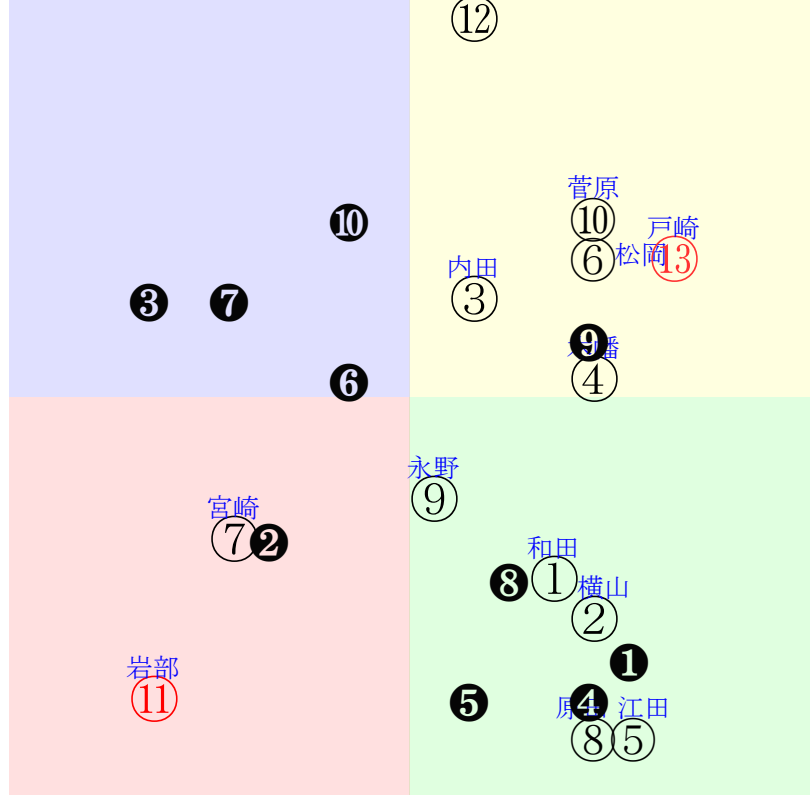 ⑫
菅原
⑩
❿
戸崎
松岡
⑥
⑬
内田
③
❸
❼
❾
幡
④
❻
永野
⑨
宮崎
⑦
❷
和田
①
❽
横山
②
❶
岩部
⑪
❺
❹
原
江田
⑧
⑤